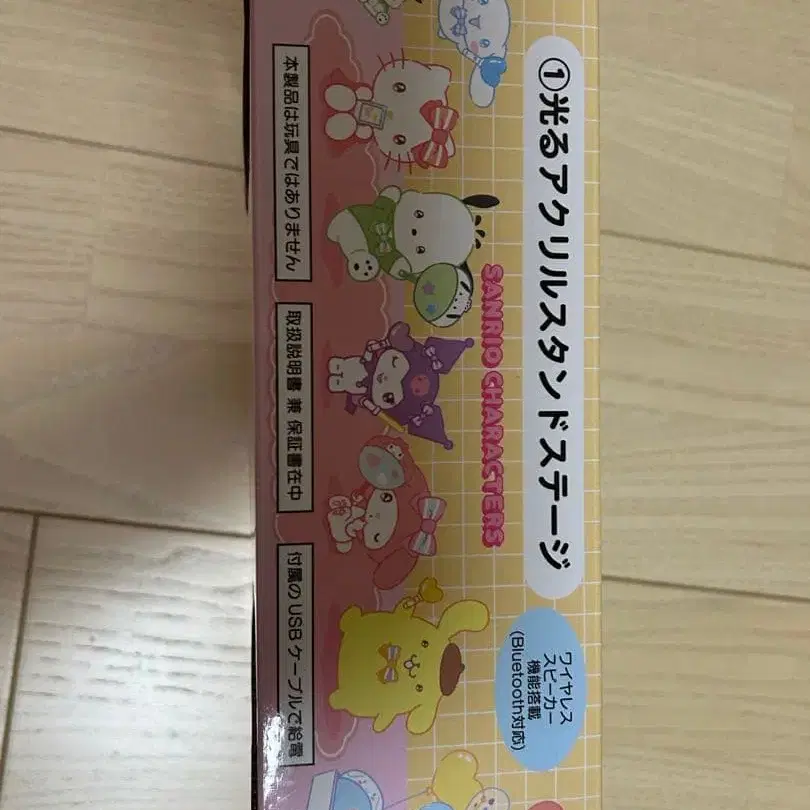 ①光るアクリルスタンドステージ
ワイヤレス
スピーカー
機能搭載
(Bluetooth対応)
SANRIO CHARACTERS
本製品は玩具ではありません
取扱説明書 兼 保証書在中
付属のUSBケーブルで給電